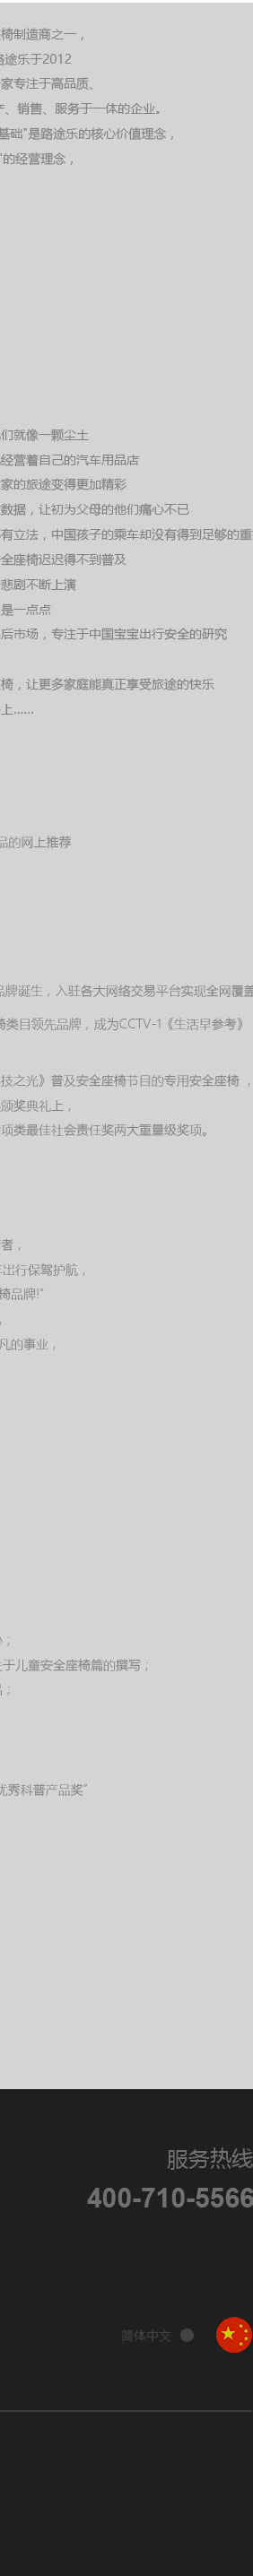 椅制造商之一，
路途乐于2012
家专注于高品质、
、销售、服务于一体的企业。
基础"是路途乐的核心价值理念，
"的经营理念，
们就像一颗尘土
经营着自己的汽车用品店
家的旅途变得更加精彩
数据，让初为父母的他们痛心不已
有立法，中国孩子的乘车却没有得到足够的重
全座椅迟迟得不到普及
悲剧不断上演
是一点点
后市场，专注于中国宝宝出行安全的研究
椅，让更多家庭能真正享受旅途的快乐
上......
品的网上推荐
品牌诞生，入驻各大网络交易平台实现全网覆盖
椅类目领先品牌，成为CCTV-1《生活早参考》
技之光》普及安全座椅节目的专用安全座椅，
颁奖典礼上，
项类最佳社会责任奖两大重量级奖项。
者，
出行保驾护航，
椅品牌!"
，
凡的事业，
；
关于儿童安全座椅篇的撰写；
；
优秀科普产品奖"
服务热线
400-710-5566
简体中文